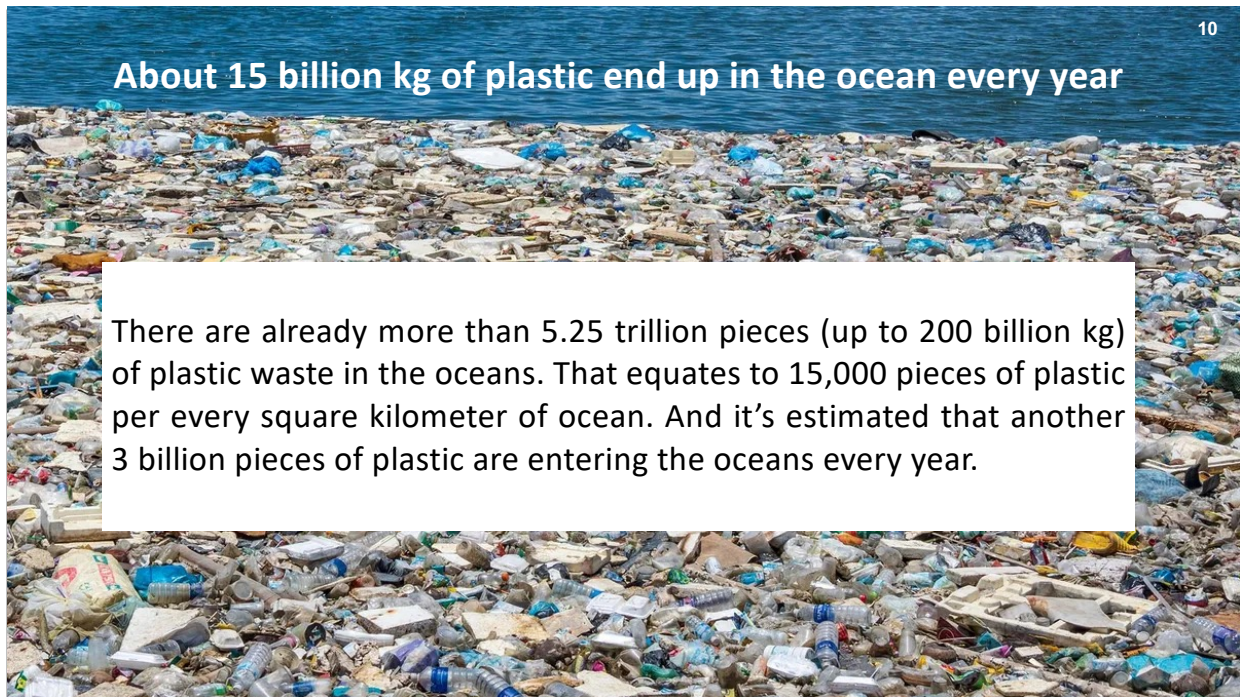 10
About 15 billion kg of plastic end up in the ocean every year
There are already more than 5.25 trillion pieces (up to 200 billion kg)
of plastic waste in the oceans. That equates to 15,000 pieces of plastic
per every square kilometer of ocean. And it’s estimated that another
3 billion pieces of plastic are entering the oceans every year.